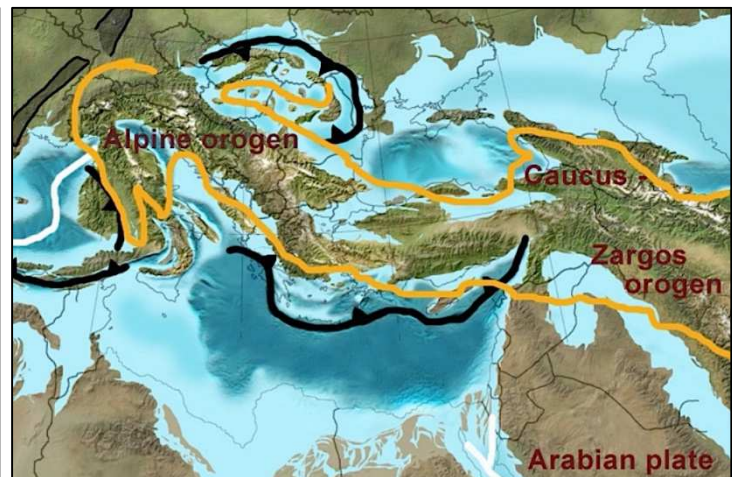 Alpine orogen
Caucus -
Zargos
orogen
Arabian plate